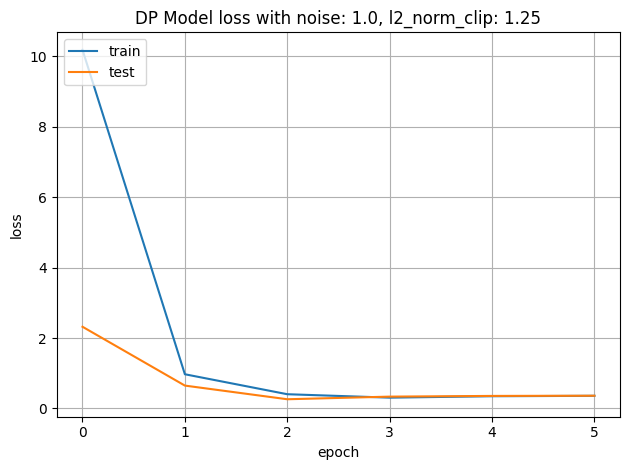 DP Model loss with noise: 1.0, l2_norm_clip: 1.25
train
test
10
8
6
4
2
0
loss
0 1 2 3 4 5
epoch